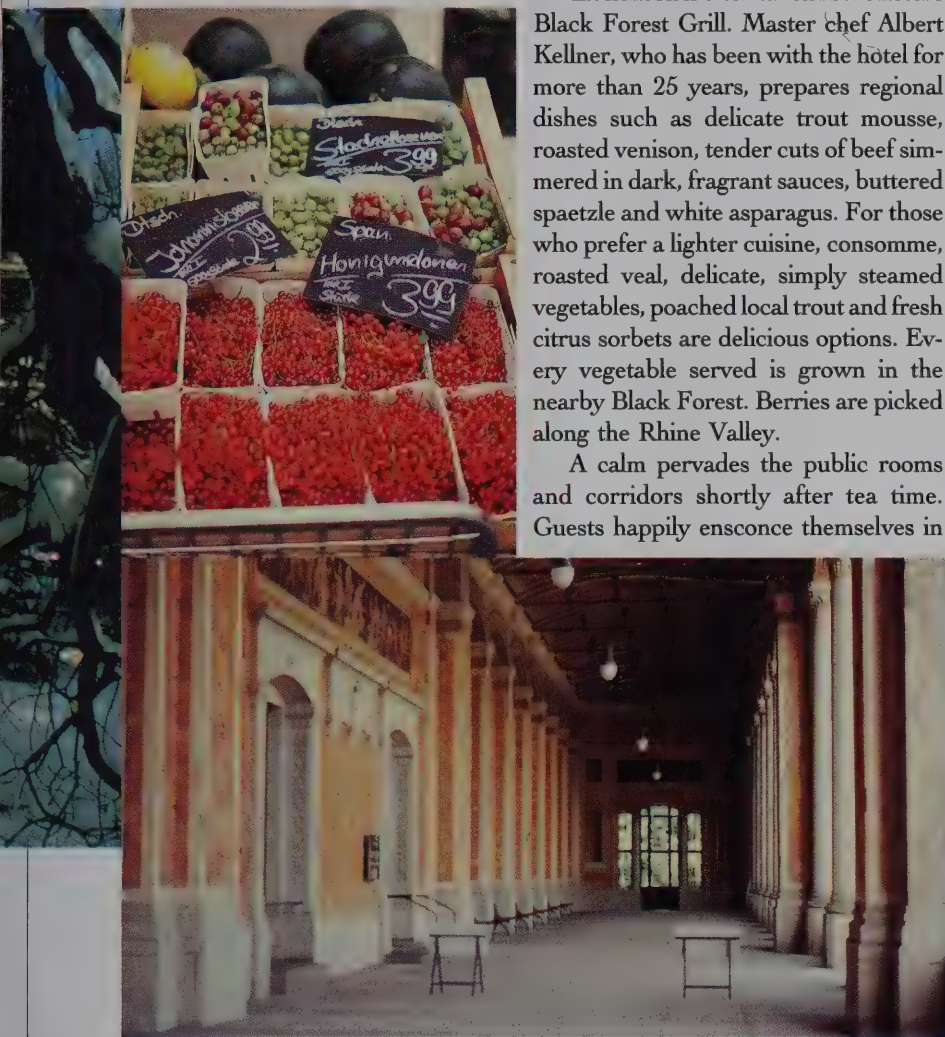 Black Forest Grill. Master chef Albert
Kellner, who has been with the hotel for
more than 25 years, prepares regional
dishes such as delicate trout mousse,
roasted venison, tender cuts of beef sim-
mered in dark, fragrant sauces, buttered
spaetzle and white asparagus. For those
who prefer a lighter cuisine, consomme,
roasted veal, delicate, simply steamed
vegetables, poached local trout and fresh
citrus sorbets are delicious options. Ev-
ery vegetable served is grown in the
nearby Black Forest. Berries are picked
along the Rhine Valley.
A calm pervades the public rooms
and corridors shortly after tea time.
Guests happily ensconce themselves in
Dtsch.
3.99
Dtsch.
2.99
Span.
Honigmelonen
3.99